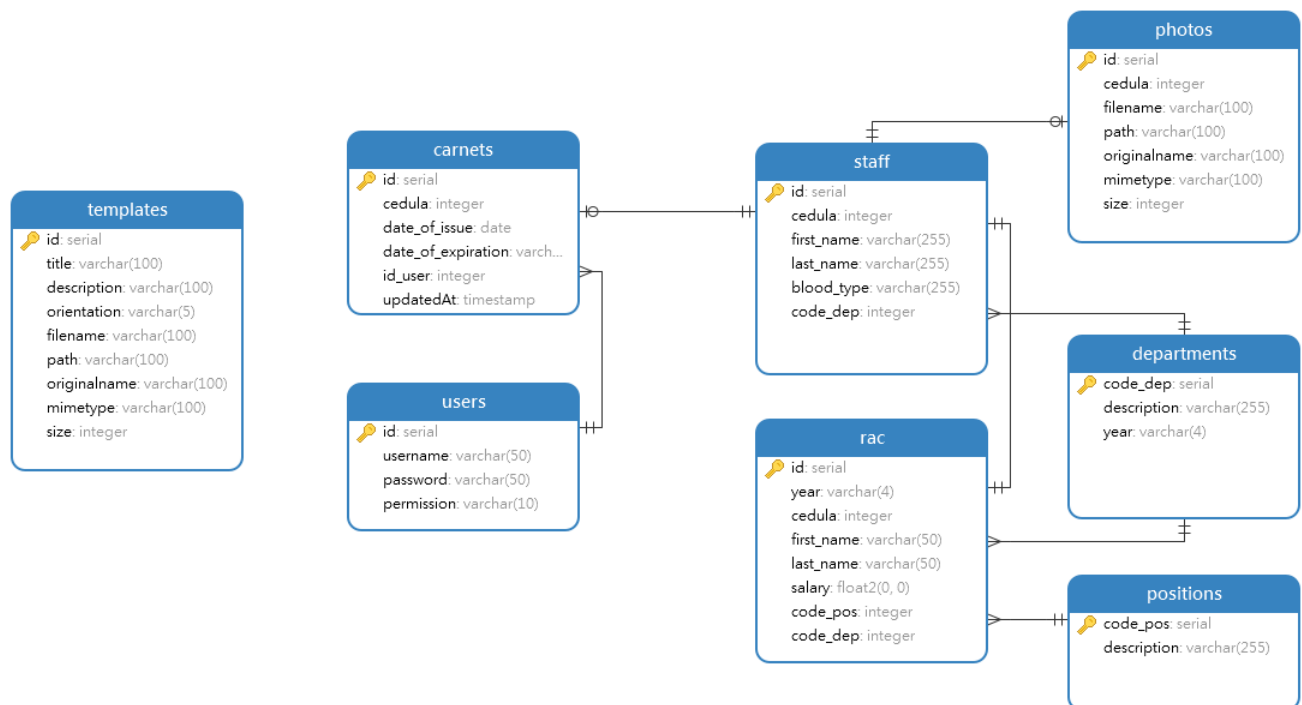 templates
id: serial
title: varchar(100)
description: varchar(100)
orientation: varchar(5)
filename: varchar(100)
path: varchar(100)
originalname: varchar(100)
mimetype: varchar(100)
size: integer
carnets
id: serial
cedula: integer
date_of_issue: date
date_of_expiration: varch...
id_user: integer
updatedAt: timestamp
users
id: serial
username: varchar(50)
password: varchar(50)
permission: varchar(10)
staff
id: serial
cedula: integer
first_name: varchar(255)
last_name: varchar(255)
blood_type: varchar(255)
code_dep: integer
rac
id: serial
year: varchar(4)
cedula: integer
first_name: varchar(50)
last_name: varchar(50)
salary: float2(0, 0)
code_pos: integer
code_dep: integer
photos
id: serial
cedula: integer
filename: varchar(100)
path: varchar(100)
originalname: varchar(100)
mimetype: varchar(100)
size: integer
departments
code_dep: serial
description: varchar(255)
year: varchar(4)
positions
code_pos: serial
description: varchar(255)